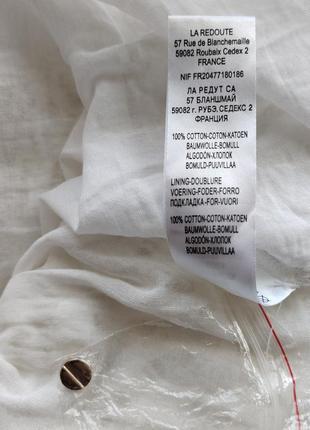 LA REDOUTE
57 Rue de Blanchemaille
59082 Roubaix Cedex 2
FRANCE
NIF FR20477180186
ЛА РЕДУТ СА
57 БЛАНШМАЙ
59082 г. РУБЭ, СЕДЕКС 2
ФРАНЦИЯ
100% COTTON-COTON-KATOEN
BAUMWOLLE-BOMULL
ALGODÓN-ХЛОПОК
BOMULD-PUUVILLAA
LINING-DOUBLURE
VOERING-FODER-FORRO
ПОДКЛАДКА-FOR-VUORI
100% COTTON-COTON-KATOEN
BAUMWOLLE-BOMULL
ALGODÓN-ХЛОПОК
BOMULD-PUUVILLAA